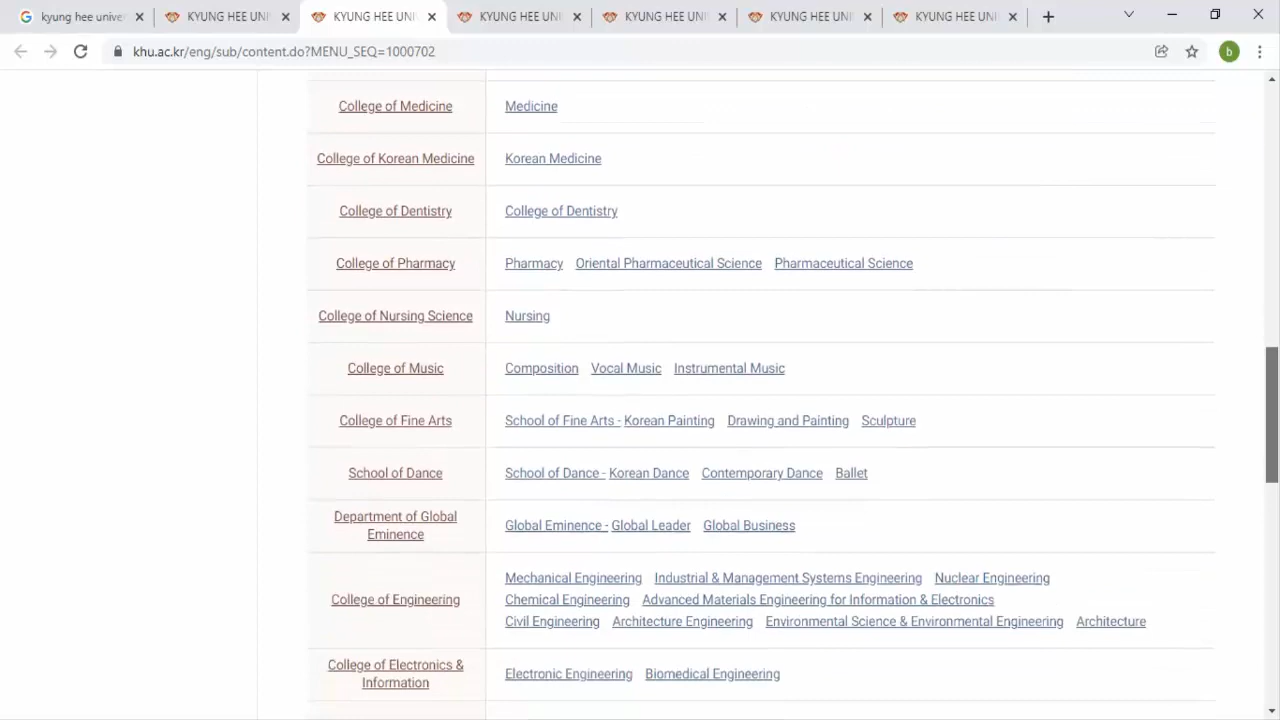 kyung hee univer
KYUNG HEE UNI
KYUNG HEE UNI
KYUNG HEE UNI
KYUNG HEE UNI
KYUNG HEE UNI
KYUNG HEE UNI
khu.ac.kr/eng/sub/content.do?MENU_SEQ=1000702
b
College of Medicine Medicine
College of Korean Medicine Korean Medicine
College of Dentistry College of Dentistry
College of Pharmacy Pharmacy Oriental Pharmaceutical Science Pharmaceutical Science
College of Nursing Science Nursing
College of Music Composition Vocal Music Instrumental Music
College of Fine Arts School of Fine Arts - Korean Painting Drawing and Painting Sculpture
School of Dance School of Dance - Korean Dance Contemporary Dance Ballet
Department of Global
Eminence
Global Eminence - Global Leader Global Business
College of Engineering
Mechanical Engineering Industrial & Management Systems Engineering Nuclear Engineering
Chemical Engineering Advanced Materials Engineering for Information & Electronics
Civil Engineering Architecture Engineering Environmental Science & Environmental Engineering Architecture
College of Electronics &
Information
Electronic Engineering Biomedical Engineering